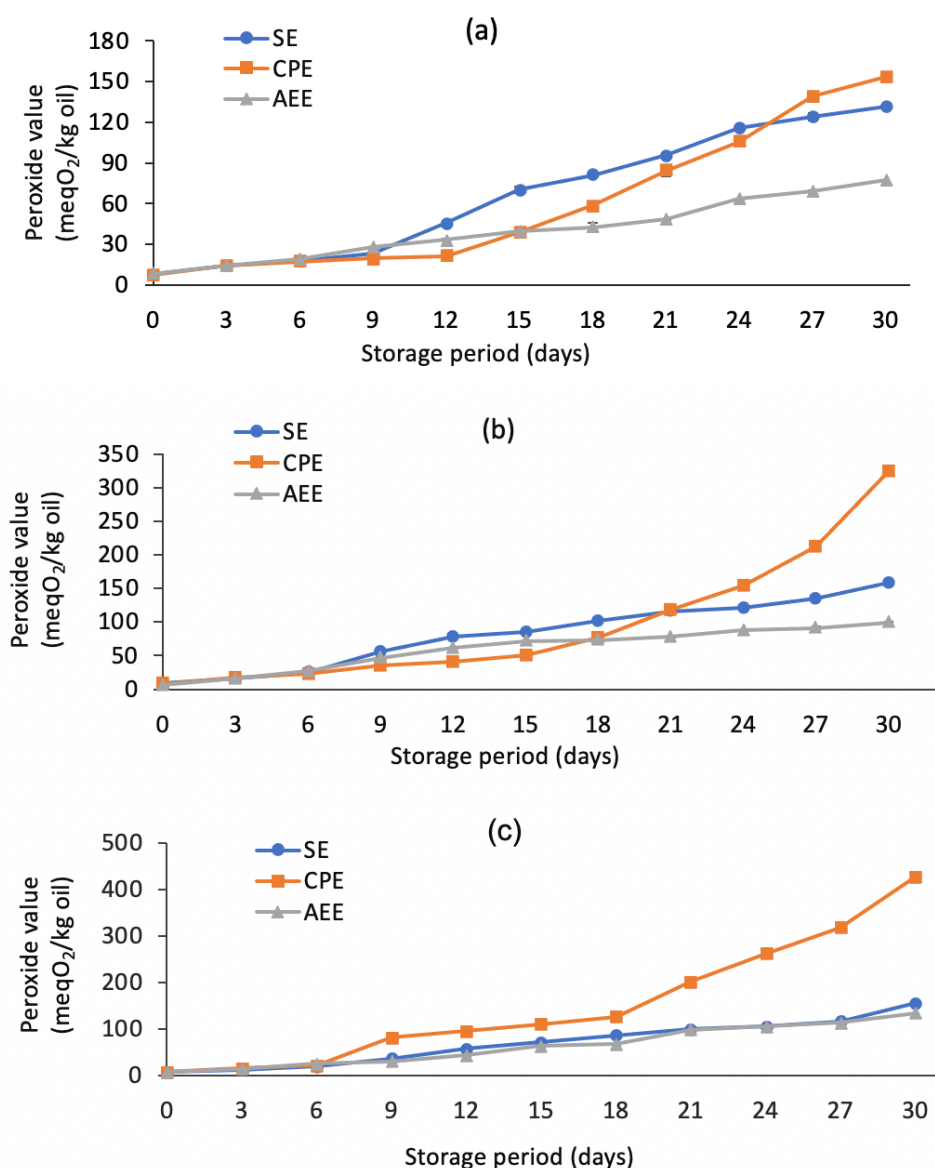 (a)
SE
CPE
AEE
Peroxide value
(meqO₂/kg oil)
180
150
120
90
60
30
0
0 3 6 9 12 15 18 21 24 27 30
Storage period (days)
(b)
SE
CPE
AEE
Peroxide value
(meqO₂/kg oil)
350
300
250
200
150
100
50
0
0 3 6 9 12 15 18 21 24 27 30
Storage period (days)
(c)
SE
CPE
AEE
Peroxide value
(meqO₂/kg oil)
500
400
300
200
100
0
0 3 6 9 12 15 18 21 24 27 30
Storage period (days)